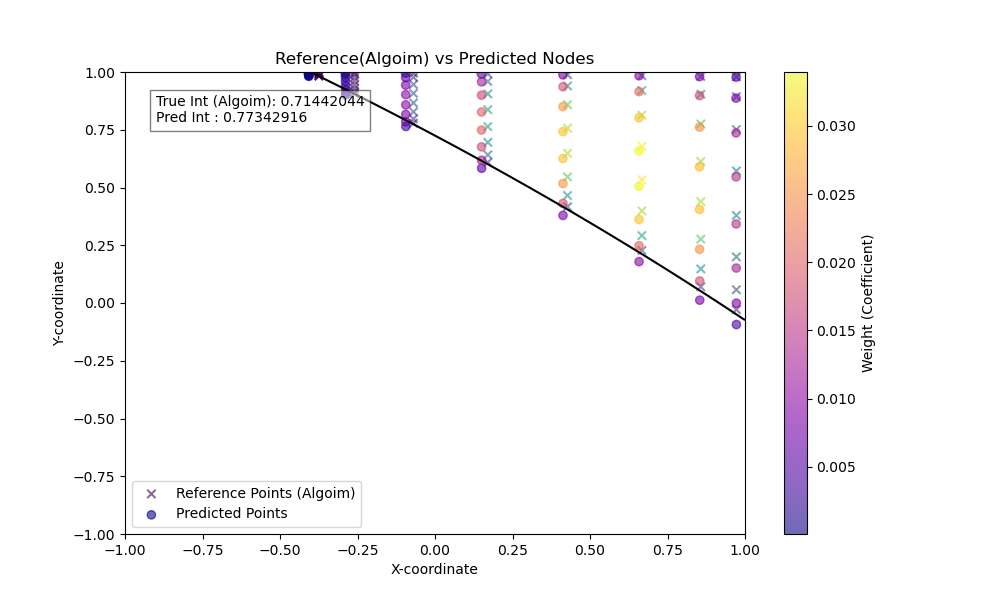 Reference(Algoim) vs Predicted Nodes
True Int (Algoim): 0.71442044
Pred Int : 0.77342916
1.00
0.75
0.50
0.25
0.00
−0.25
−0.50
−0.75
−1.00
Y-coordinate
Reference Points (Algoim)
Predicted Points
−1.00 −0.75 −0.50 −0.25 0.00 0.25 0.50 0.75 1.00
X-coordinate
0.030
0.025
0.020
0.015
0.010
0.005
Weight (Coefficient)